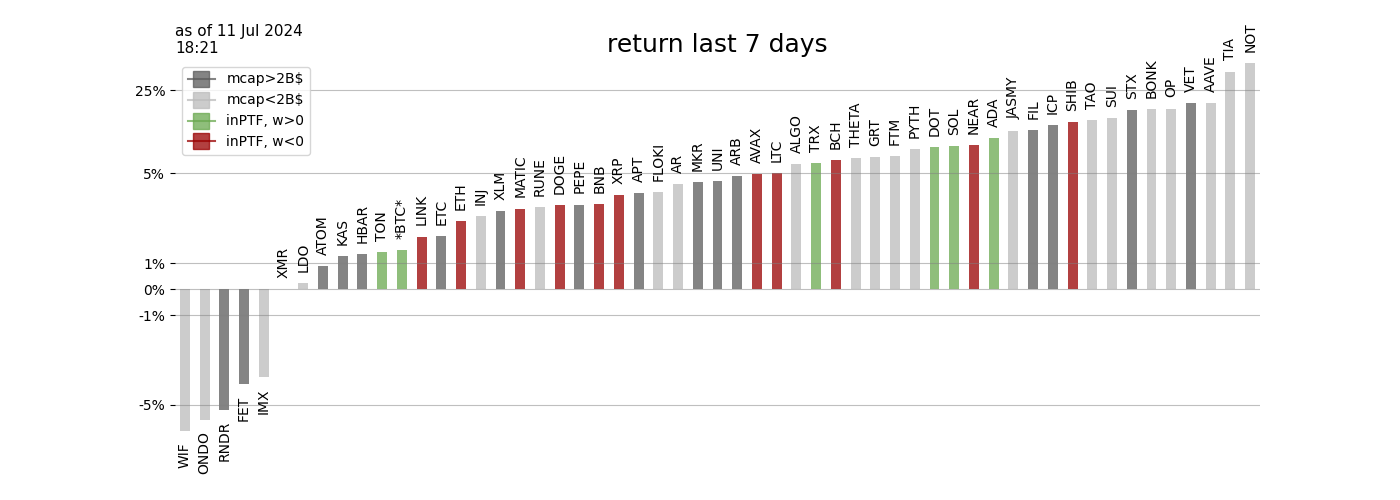 as of 11 Jul 2024
18:21
return last 7 days
mcap>2B$
mcap<2B$
inPTF, w>0
inPTF, w<0
25%
5%
1%
0%
-1%
-5%
WIF
ONDO
RNDR
FET
IMX
XMR
LDO
ATOM
KAS
HBAR
TON
*BTC*
LINK
ETC
ETH
INJ
XLM
MATIC
RUNE
DOGE
PEPE
BNB
XRP
APT
FLOKI
AR
MKR
UNI
ARB
AVAX
LTC
ALGO
TRX
BCH
THETA
GRT
FTM
PYTH
DOT
SOL
NEAR
ADA
JASMY
FIL
ICP
SHIB
TAO
SUI
STX
BONK
OP
VET
AAVE
TIA
NOT